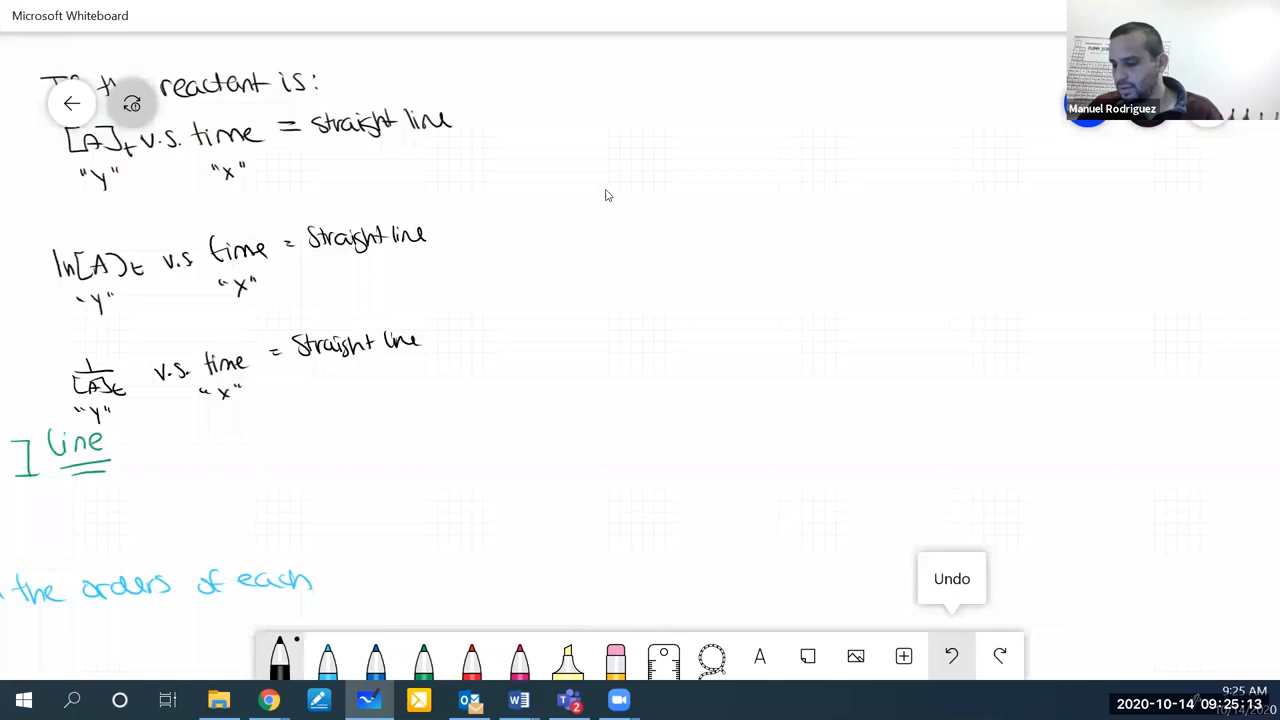 Microsoft Whiteboard
reactant is:
[A]t v.s. time = straight line
"Y" "X"
ln[A]t v.s time = Straight line
"Y" "X"
1/[A]t v.s. time = Straight line
"Y" "X"
] Line
the orders of each
Manuel Rodriguez
Undo
A
9:25 AM
2020-10-14 09:25:13